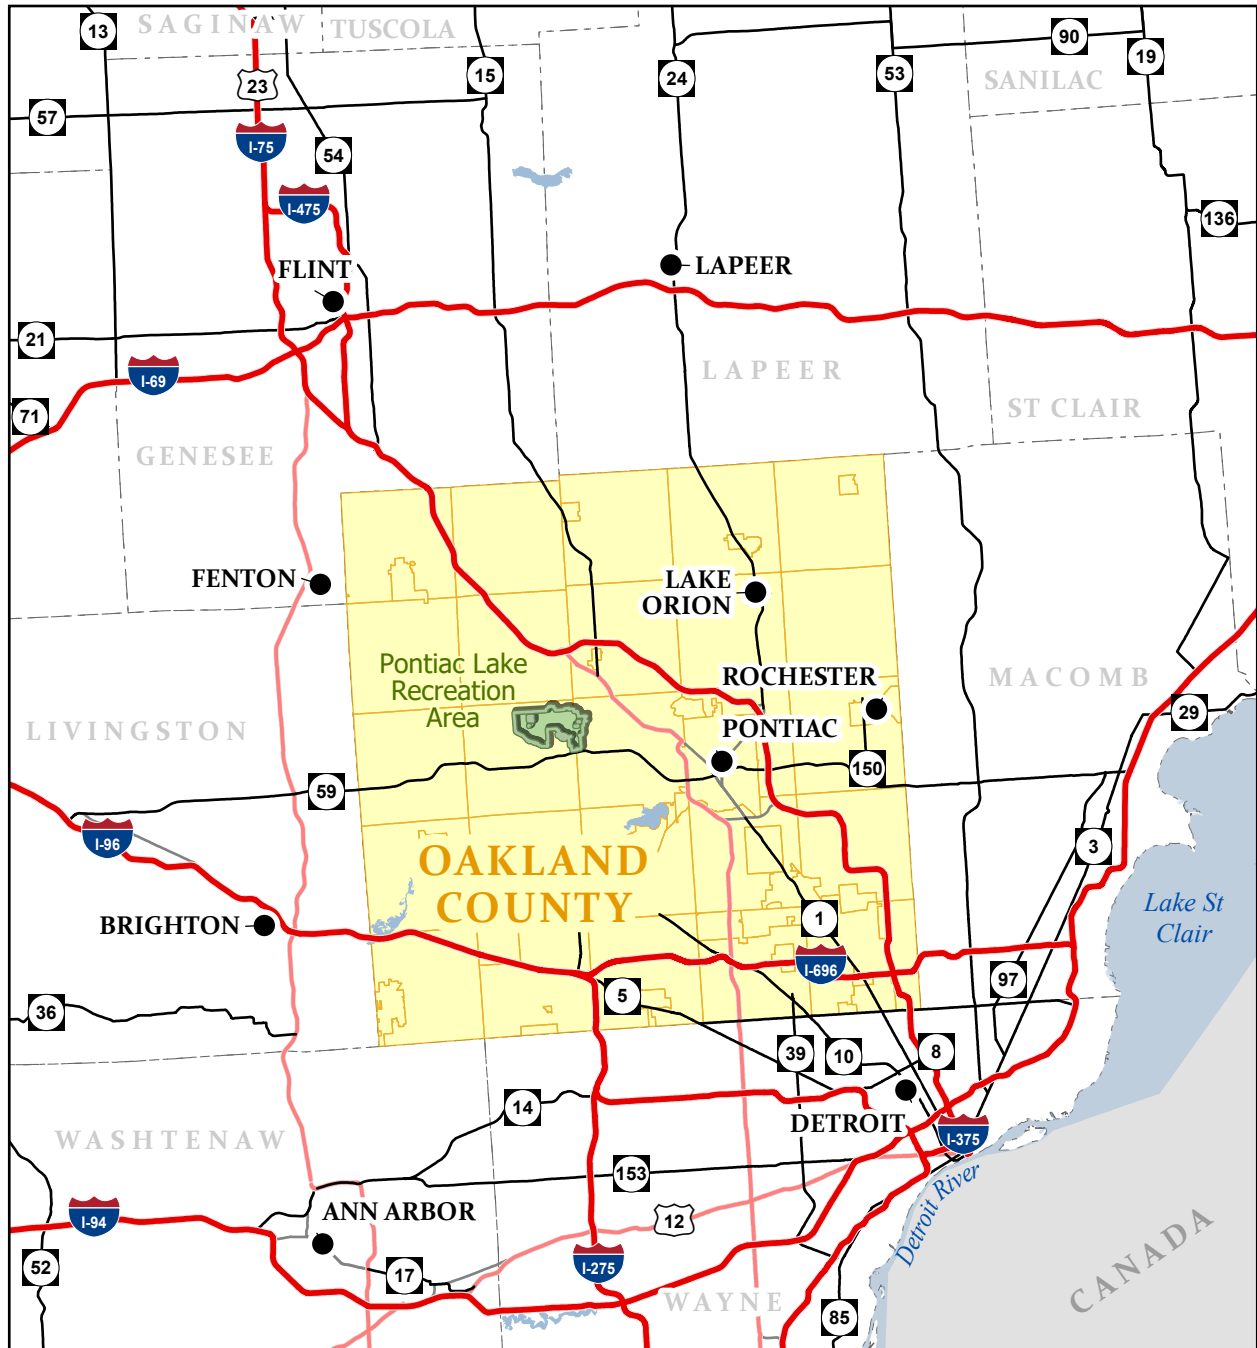 SAGINAW
TUSCOLA
13
90
19
15
24
53
SANILAC
23
57
I-75
54
I-475
136
FLINT
LAPEER
21
I-69
LAPEER
71
ST CLAIR
GENESEE
FENTON
LAKE
ORION
Pontiac Lake
Recreation
Area
ROCHESTER
MACOMB
29
LIVINGSTON
PONTIAC
150
59
I-96
3
OAKLAND
COUNTY
Lake St
Clair
BRIGHTON
1
I-696
97
5
36
39
10
8
14
DETROIT
WASHTENAW
I-375
153
Detroit River
I-94
ANN ARBOR
12
52
17
I-275
CANADA
WAYNE
85